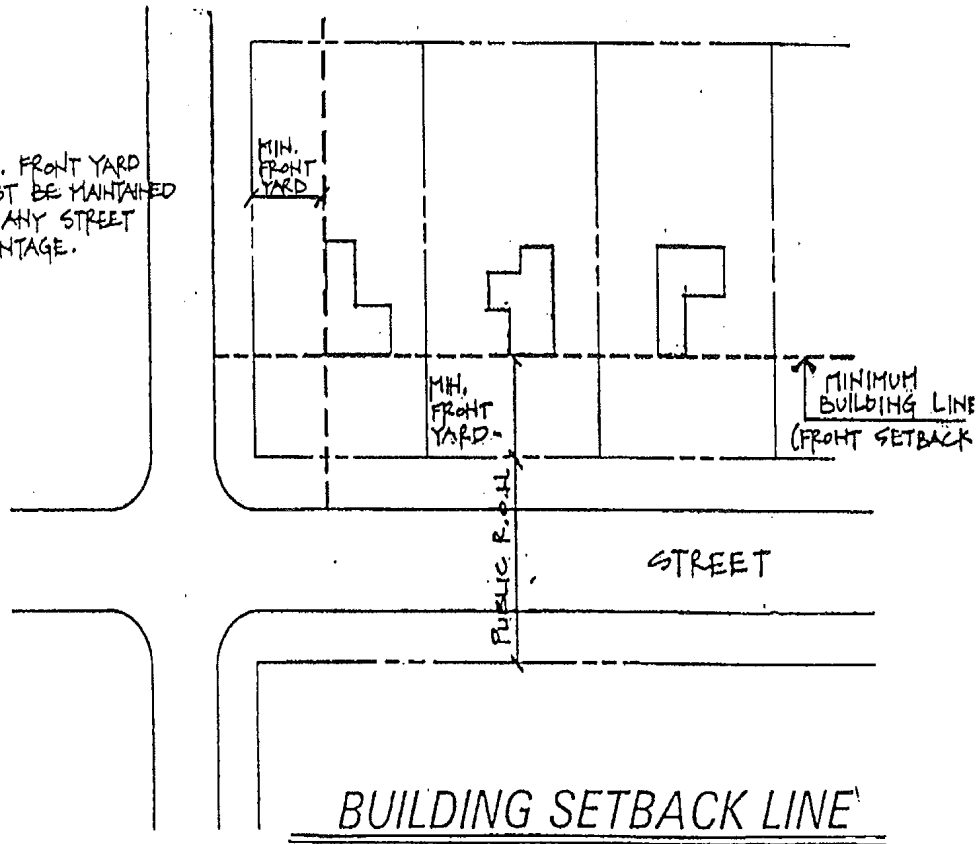 . FRONT YARD
ST BE MAINTAINED
ANY STREET
NTAGE.
MIN.
FRONT
YARD
MIN.
FRONT
YARD
MINIMUM
BUILDING LINE
(FRONT SETBACK
PUBLIC R.O.W
STREET
BUILDING SETBACK LINE